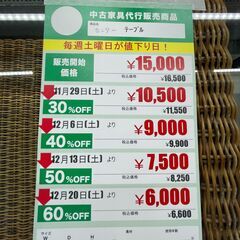 中古家具代行販売商品
テーブル
毎週土曜日が値下り日！
販売開始価格 ¥15,000
税込価格 ¥16,500
11月29日(土)より ¥10,500
30%OFF 税込価格 ¥11,550
12月6日(土)より ¥9,000
40%OFF 税込価格 ¥9,900
12月13日(土)より ¥7,500
50%OFF 税込価格 ¥8,250
12月20日(土)より ¥6,000
60%OFF 税込価格 ¥6,600
サイズ
W D H